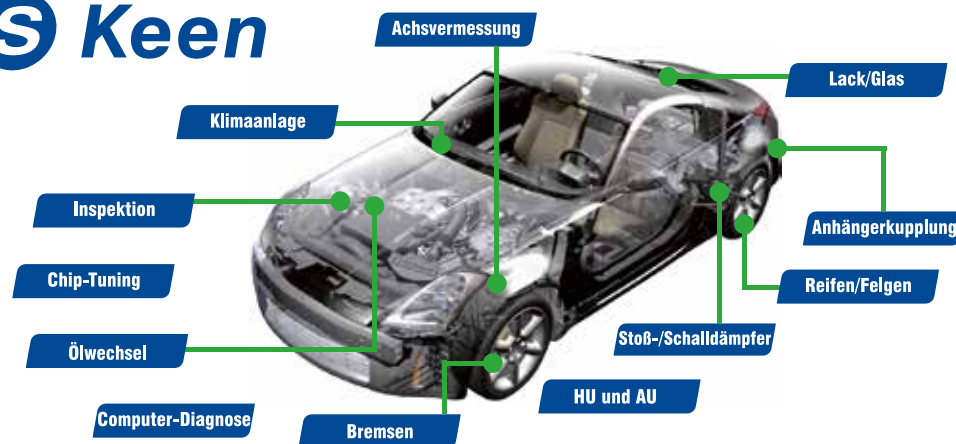 S Keen
Achsvermessung
Lack/Glas
Klimaanlage
Inspektion
Anhängerkupplung
Chip-Tuning
Reifen/Felgen
Stoß-/Schalldämpfer
Ölwechsel
HU und AU
Computer-Diagnose
Bremsen